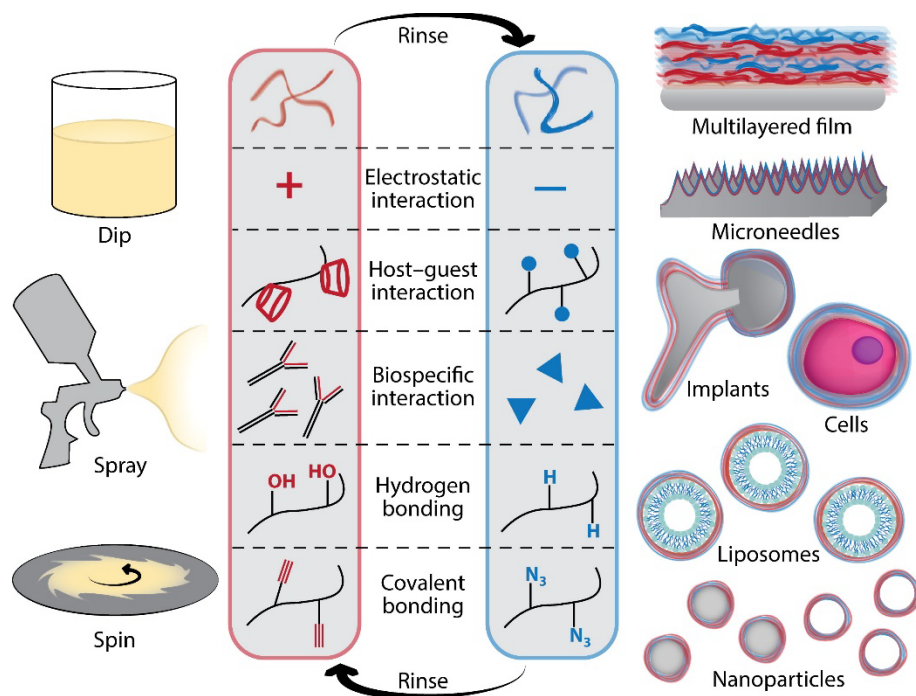 Rinse
Dip
Spray
Spin
+
Electrostatic
interaction
−
Host–guest
interaction
Biospecific
interaction
OH
HO
Hydrogen
bonding
H
H
Covalent
bonding
N3
N3
Rinse
Multilayered film
Microneedles
Implants
Cells
Liposomes
Nanoparticles